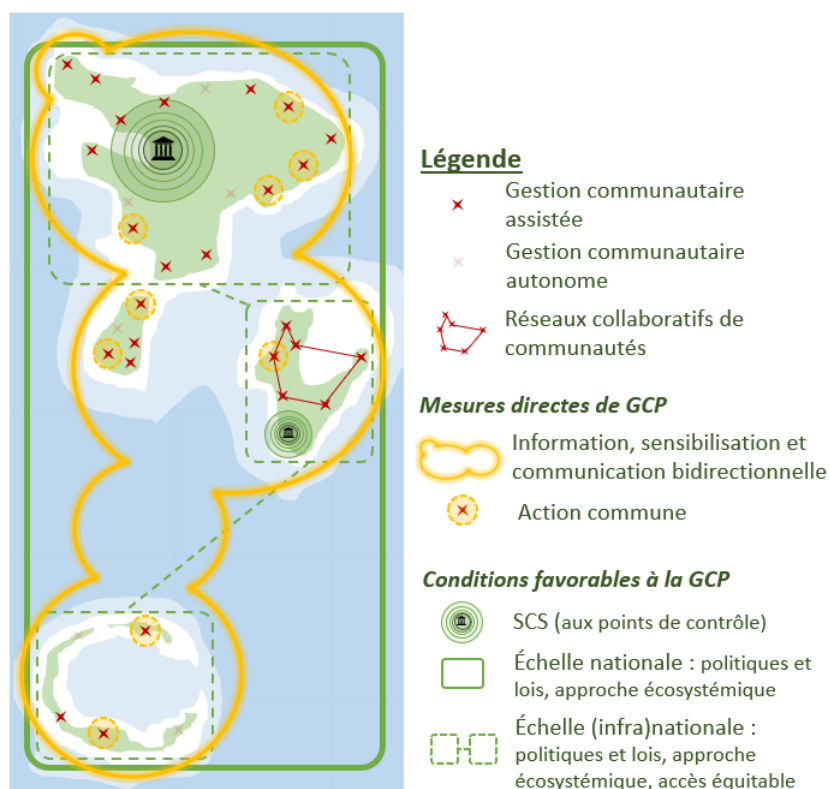 Légende
Gestion communautaire
assistée
Gestion communautaire
autonome
Réseaux collaboratifs de
communautés
Mesures directes de GCP
Information, sensibilisation et
communication bidirectionnelle
Action commune
Conditions favorables à la GCP
SCS (aux points de contrôle)
Échelle nationale : politiques et
lois, approche écosystémique
Échelle (infra)nationale :
politiques et lois, approche
écosystémique, accès équitable